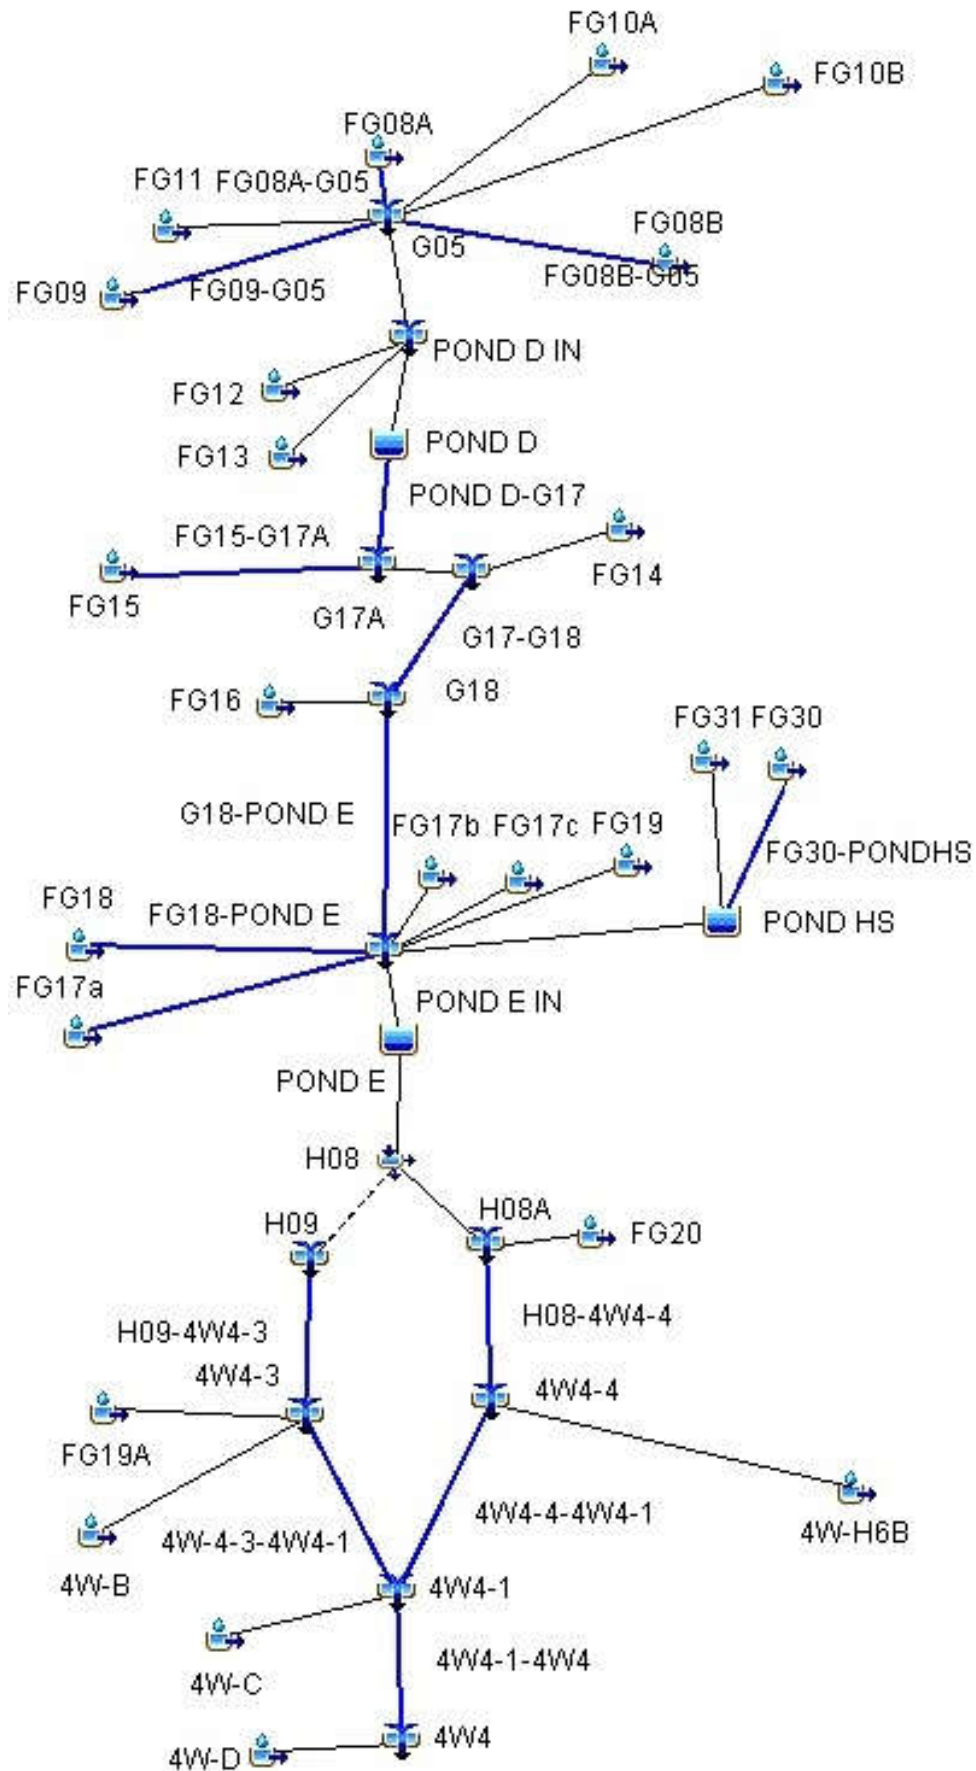 FG10A
FG10B
FG08A
FG11
FG08A-G05
FG08B
G05
FG08B-G05
FG09
FG09-G05
POND D IN
FG12
POND D
FG13
POND D-G17
FG15-G17A
FG14
FG15
G17A
G17-G18
G18
FG16
FG31
FG30
G18-POND E
FG17b
FG17c
FG19
FG30-PONDHS
FG18
FG18-POND E
POND HS
FG17a
POND E IN
POND E
H08
H08A
H09
FG20
H09-4W4-3
H08-4W4-4
4W4-3
4W4-4
FG19A
4W-4-3-4W4-1
4W4-4-4W4-1
4W-H6B
4W-B
4W4-1
4W-C
4W4-1-4W4
4W4
4W-D